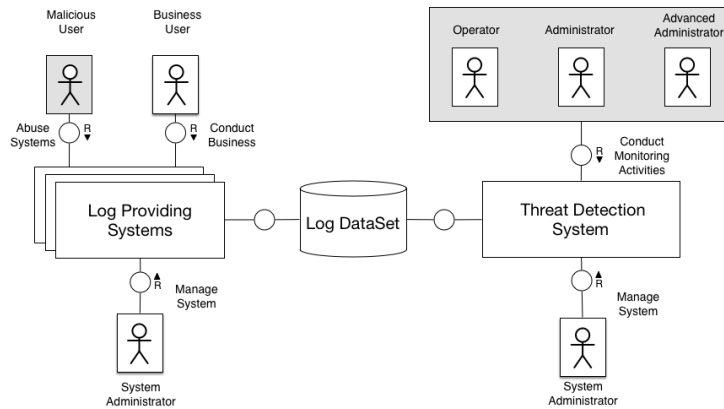 Malicious
User
Business
User
Operator
Administrator
Advanced
Administrator
Abuse
Systems
R
R
Conduct
Business
R
Conduct
Monitoring
Activities
Log Providing
Systems
Log DataSet
Threat Detection
System
R
Manage
System
R
Manage
System
System
Administrator
System
Administrator